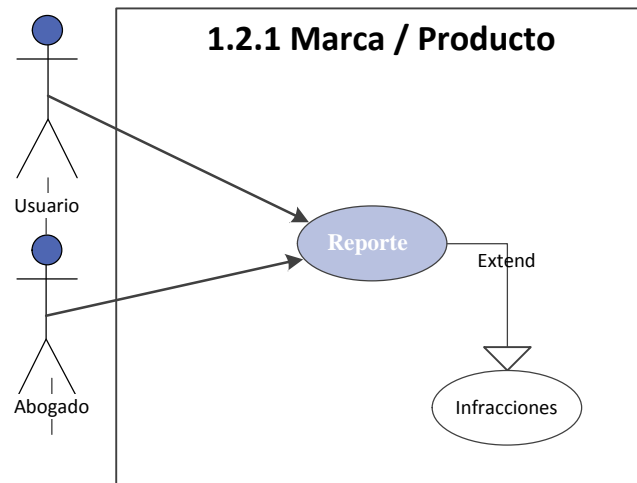 1.2.1 Marca / Producto
Usuario
Reporte
Extend
Abogado
Infracciones